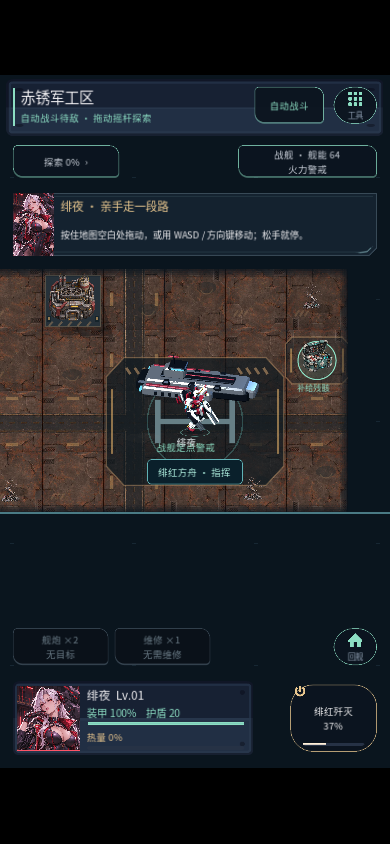 赤锈军工区
自动战斗待敌 · 拖动摇杆探索
自动战斗
工具
探索 0% ›
战舰 · 舰能 64
火力警戒
绯夜 · 亲手走一段路
按住地图空白处拖动，或用 WASD / 方向键移动；松手就停。
补给残骸
绯夜
战舰定点警戒
绯红方舟 · 指挥
舰炮 ×2
无目标
维修 ×1
无需维修
回舰
绯夜 Lv.01
装甲 100% 护盾 20
热量 0%
绯红歼灭
37%